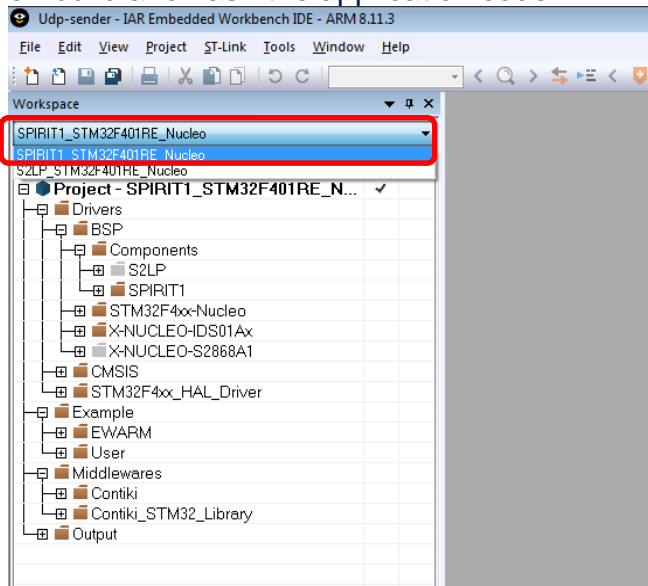 Udp-sender - IAR Embedded Workbench IDE - ARM 8.11.3
File Edit View Project ST-Link Tools Window Help
Workspace
SPIRIT1_STM32F401RE_Nucleo
SPIRIT1_STM32F401RE_Nucleo
S2LP_STM32F401RE_Nucleo
Project - SPIRIT1_STM32F401RE_N...
Drivers
BSP
Components
S2LP
SPIRIT1
STM32F4xx-Nucleo
X-NUCLEO-IDS01Ax
X-NUCLEO-S2868A1
CMSIS
STM32F4xx_HAL_Driver
Example
EWARM
User
Middlewares
Contiki
Contiki_STM32_Library
Output